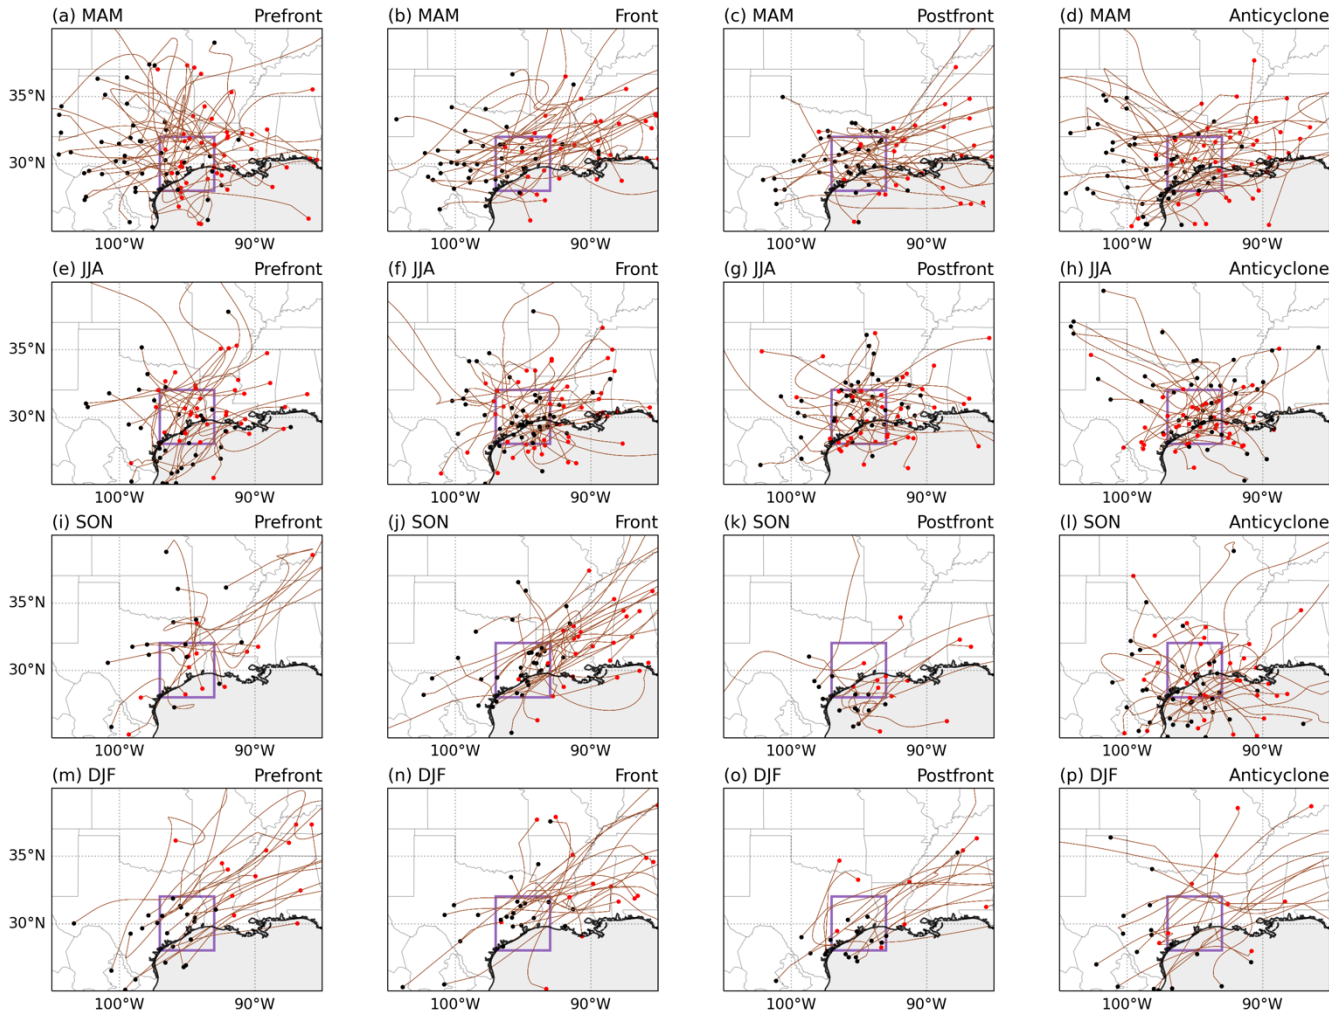 (a) MAM Prefront (b) MAM Front (c) MAM Postfront (d) MAM Anticyclone
35°N
30°N
100°W 90°W 100°W 90°W 100°W 90°W 100°W 90°W
(e) JJA Prefront (f) JJA Front (g) JJA Postfront (h) JJA Anticyclone
35°N
30°N
100°W 90°W 100°W 90°W 100°W 90°W 100°W 90°W
(i) SON Prefront (j) SON Front (k) SON Postfront (l) SON Anticyclone
35°N
30°N
100°W 90°W 100°W 90°W 100°W 90°W 100°W 90°W
(m) DJF Prefront (n) DJF Front (o) DJF Postfront (p) DJF Anticyclone
35°N
30°N
100°W 90°W 100°W 90°W 100°W 90°W 100°W 90°W